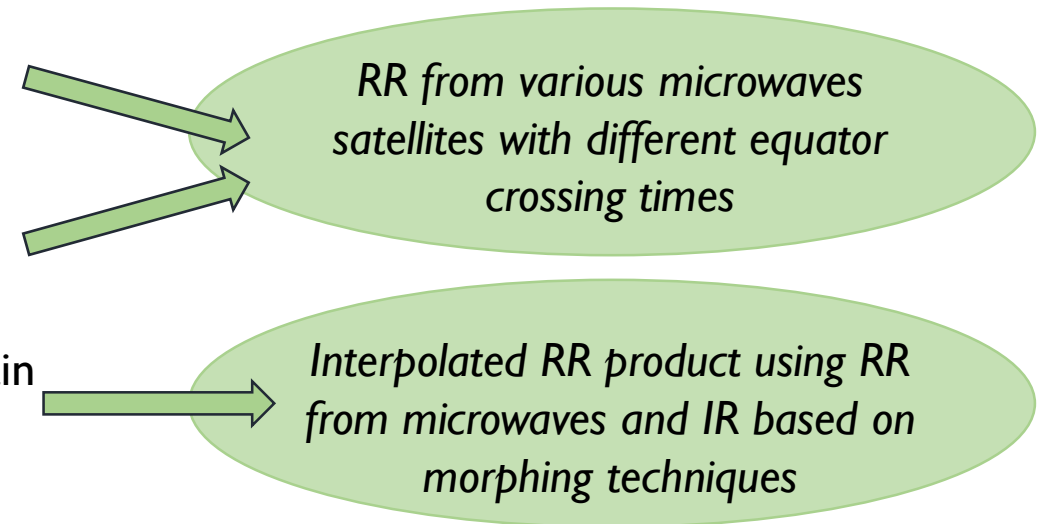 RR from various microwaves
satellites with different equator
crossing times
Interpolated RR product using RR
from microwaves and IR based on
morphing techniques